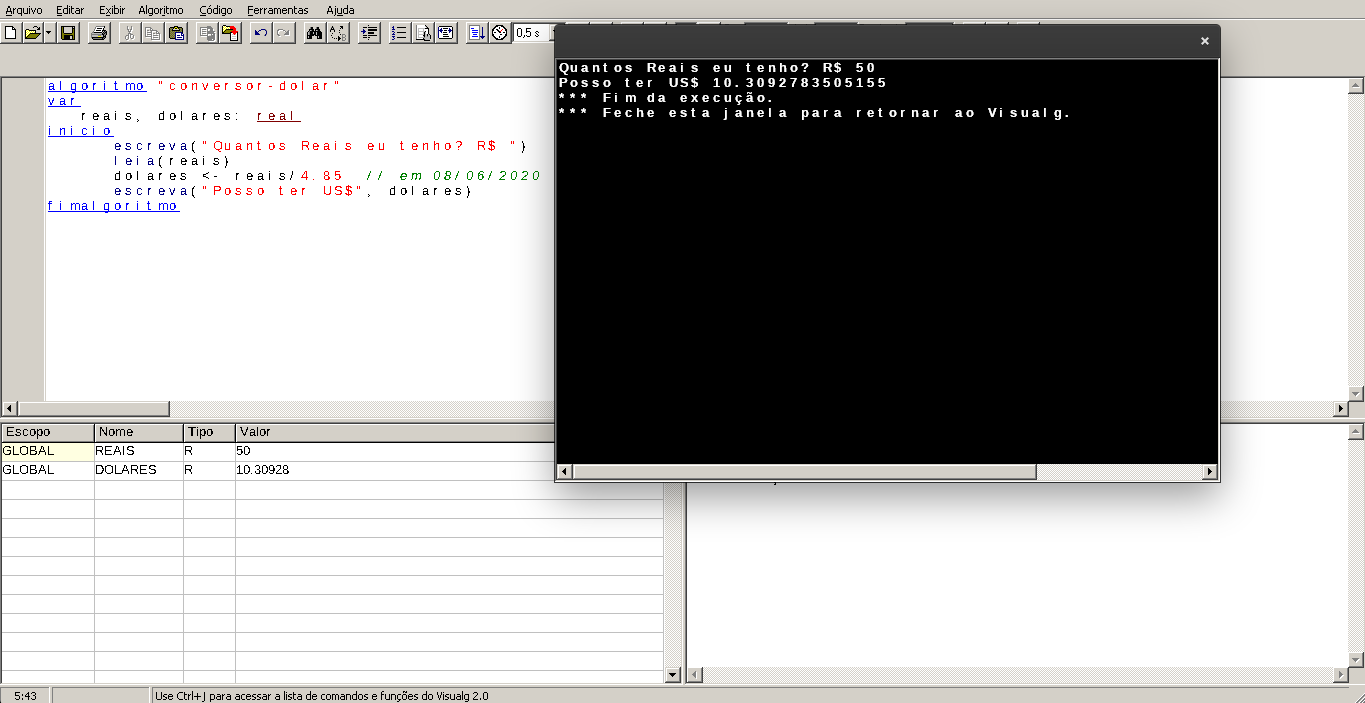 Arquivo Editar Exibir Algoritmo Código Ferramentas Ajuda
0,5 s
algoritmo "conversor-dolar"
var
reais, dolares: real
inicio
escreva("Quantos Reais eu tenho? R$ ")
leia(reais)
dolares <- reais/4.85 // em 08/06/2020
escreva("Posso ter US$", dolares)
fimalgoritmo
×
Quantos Reais eu tenho? R$ 50
Posso ter US$ 10.3092783505155
*** Fim da execução.
*** Feche esta janela para retornar ao Visualg.
Escopo Nome Tipo Valor
GLOBAL REAIS R 50
GLOBAL DOLARES R 10.30928
5:43
Use Ctrl+J para acessar a lista de comandos e funções do Visualg 2.0